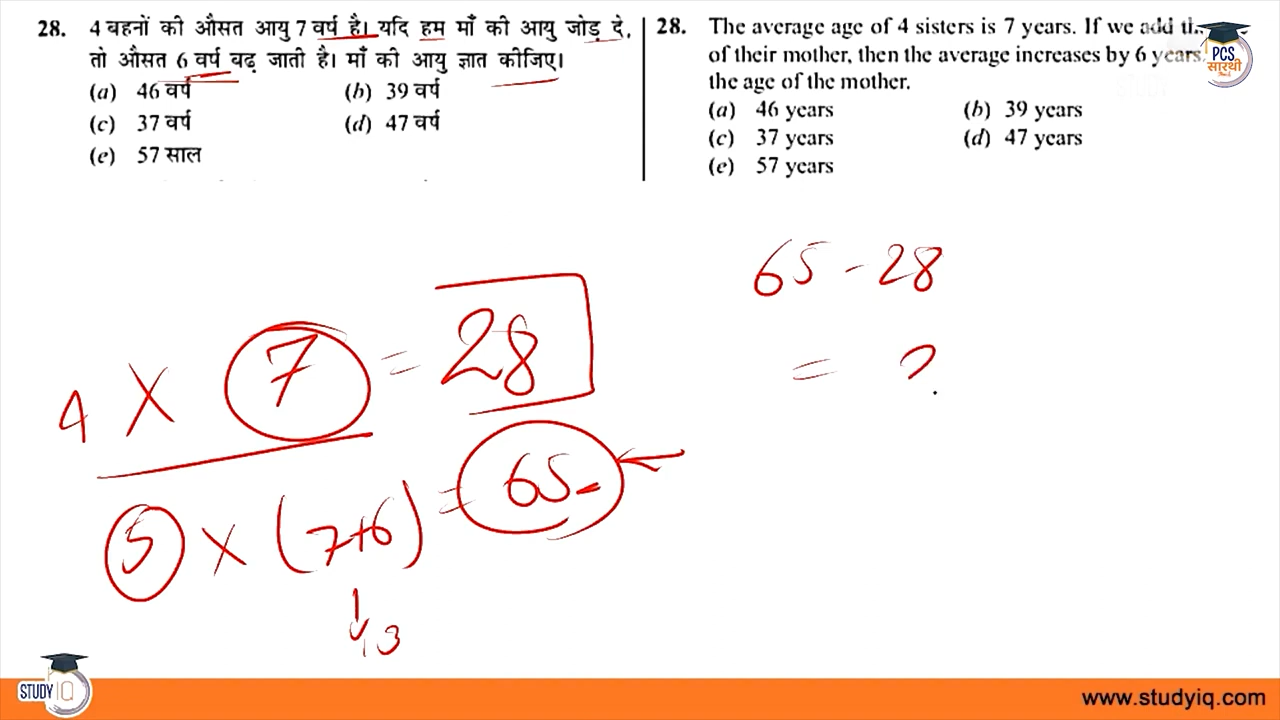 28. 4 बहनों की औसत आयु 7 वर्ष है। यदि हम माँ की आयु जोड़ दे,
तो औसत 6 वर्ष बढ़ जाती है। माँ की आयु ज्ञात कीजिए।
(a) 46 वर्ष (b) 39 वर्ष
(c) 37 वर्ष (d) 47 वर्ष
(e) 57 साल
28. The average age of 4 sisters is 7 years. If we add
of their mother, then the average increases by 6 years.
the age of the mother.
(a) 46 years (b) 39 years
(c) 37 years (d) 47 years
(e) 57 years
PCS
सारथी
65 - 28
= ?
4 × 7 = 28
5 × (7+6) = 65
13
STUDY IQ
www.studyiq.com